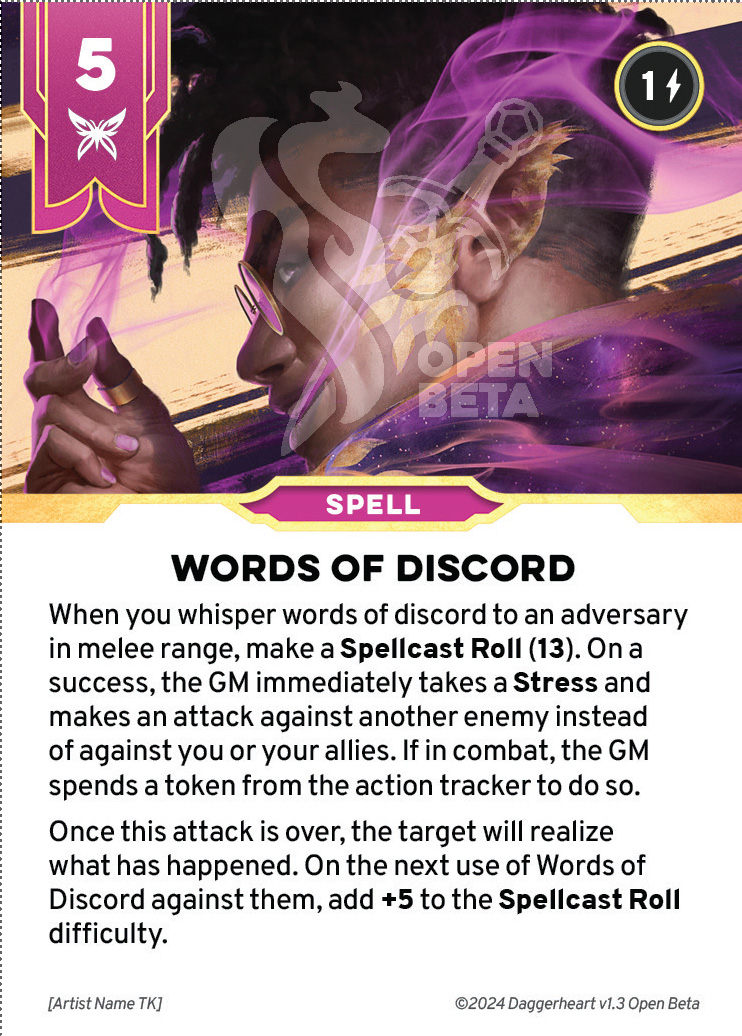 5
1
OPEN
BETA
SPELL
WORDS OF DISCORD
When you whisper words of discord to an adversary
in melee range, make a Spellcast Roll (13). On a
success, the GM immediately takes a Stress and
makes an attack against another enemy instead
of against you or your allies. If in combat, the GM
spends a token from the action tracker to do so.
Once this attack is over, the target will realize
what has happened. On the next use of Words of
Discord against them, add +5 to the Spellcast Roll
difficulty.
[Artist Name TK]
©2024 Daggerheart v1.3 Open Beta